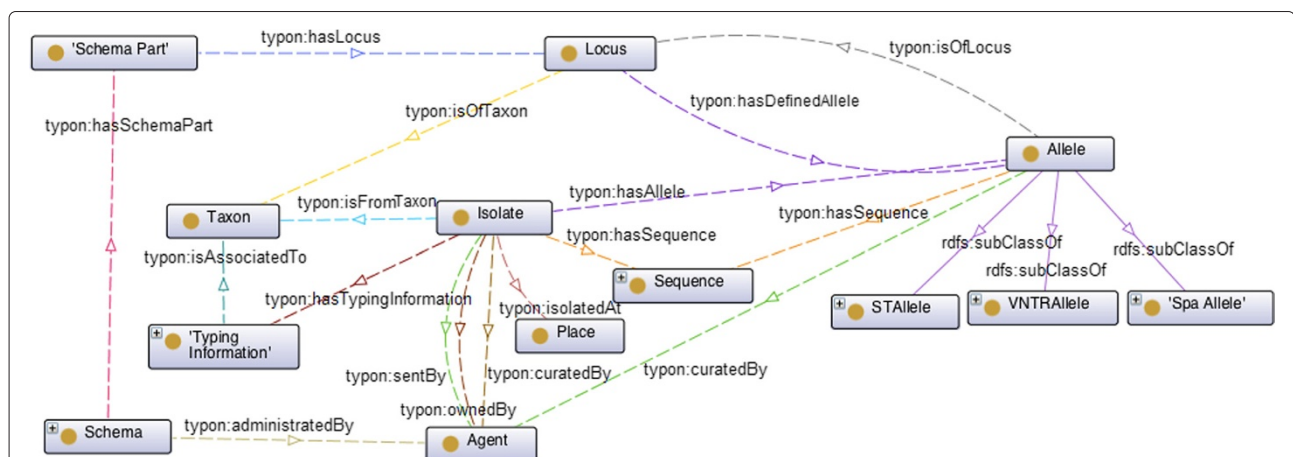 'Schema Part'
typon:hasLocus
Locus
typon:isOfLocus
typon:hasDefinedAllele
typon:isOfTaxon
typon:hasSchemaPart
Allele
typon:hasAllele
Taxon
typon:isFromTaxon
Isolate
typon:hasSequence
typon:hasSequence
typon:isAssociatedTo
rdfs:subClassOf
rdfs:subClassOf
rdfs:subClassOf
typon:hasTypingInformation
Sequence
STAllele
VNTRAllele
'Spa Allele'
typon:isolatedAt
'Typing
Information'
Place
typon:sentBy
typon:curatedBy
typon:curatedBy
typon:ownedBy
Schema
typon:administratedBy
Agent